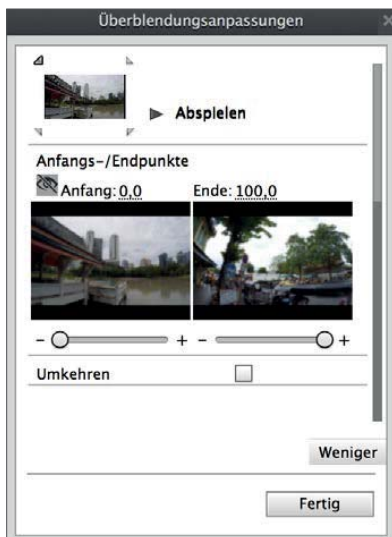 Überblendungsanpassungen
Abspielen
Anfangs-/Endpunkte
Anfang: 0,0 Ende: 100,0
- + - +
Umkehren
Weniger
Fertig